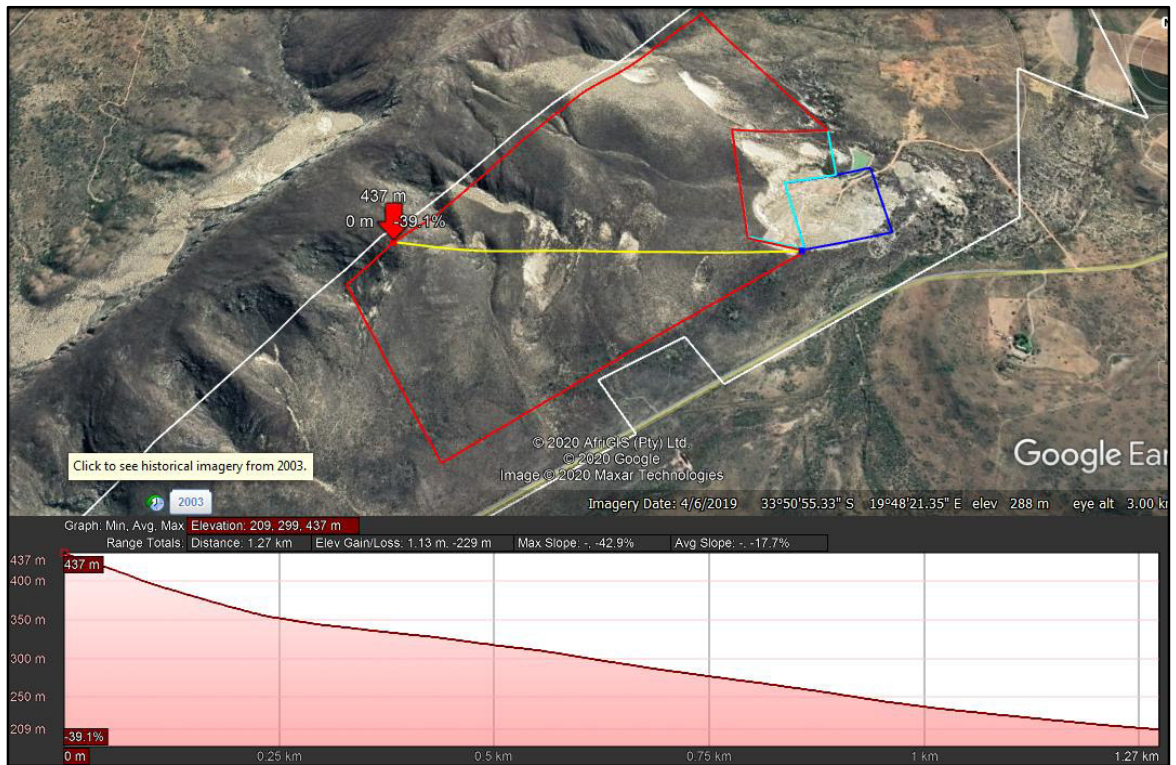 N
437 m
0 m -39.1%
© 2020 AfriGIS (Pty) Ltd.
© 2020 Google
Image © 2020 Maxar Technologies
Google Ear
Click to see historical imagery from 2003.
2003
Imagery Date: 4/6/2019 33°50'55.33" S 19°48'21.35" E elev 288 m eye alt 3.00 km
Graph: Min, Avg, Max Elevation: 209, 299, 437 m
Range Totals: Distance: 1.27 km Elev Gain/Loss: 1.13 m, -229 m Max Slope: -, -42.9% Avg Slope: -, -17.7%
437 m
437 m
400 m
350 m
300 m
250 m
209 m
-39.1%
0 m 0.25 km 0.5 km 0.75 km 1 km 1.27 km